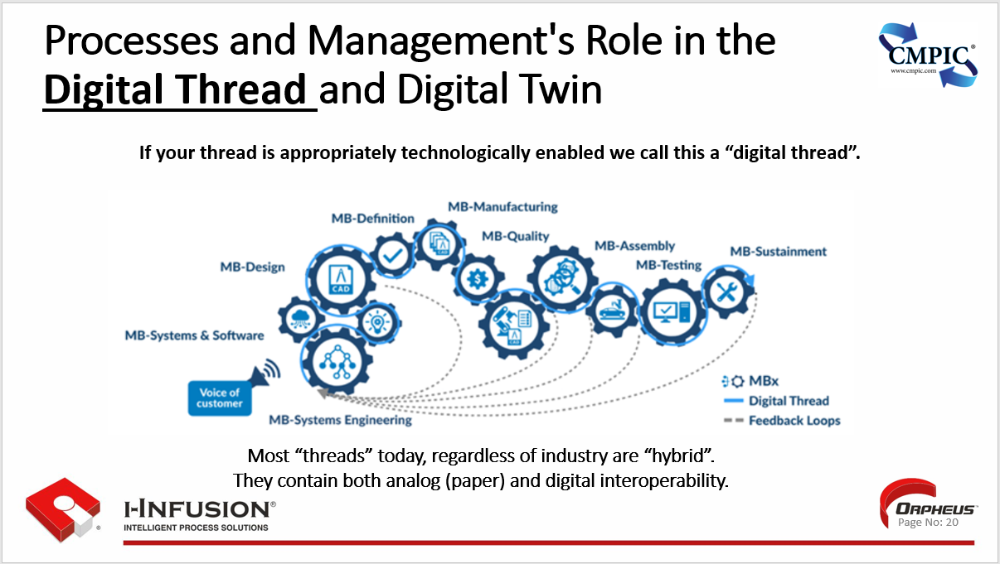 Processes and Management's Role in the
Digital Thread and Digital Twin
CMPIC®
www.cmpic.com
If your thread is appropriately technologically enabled we call this a “digital thread”.
MB-Manufacturing
MB-Definition
MB-Quality
MB-Assembly
MB-Sustainment
MB-Design
MB-Testing
CAD
CAD
$
CAD
MB-Systems & Software
Voice of
customer
MB-Systems Engineering
MBx
Digital Thread
Feedback Loops
Most “threads” today, regardless of industry are “hybrid”.
They contain both analog (paper) and digital interoperability.
®
I-INFUSION®
INTELLIGENT PROCESS SOLUTIONS
ORPHEUS™
Page No: 20